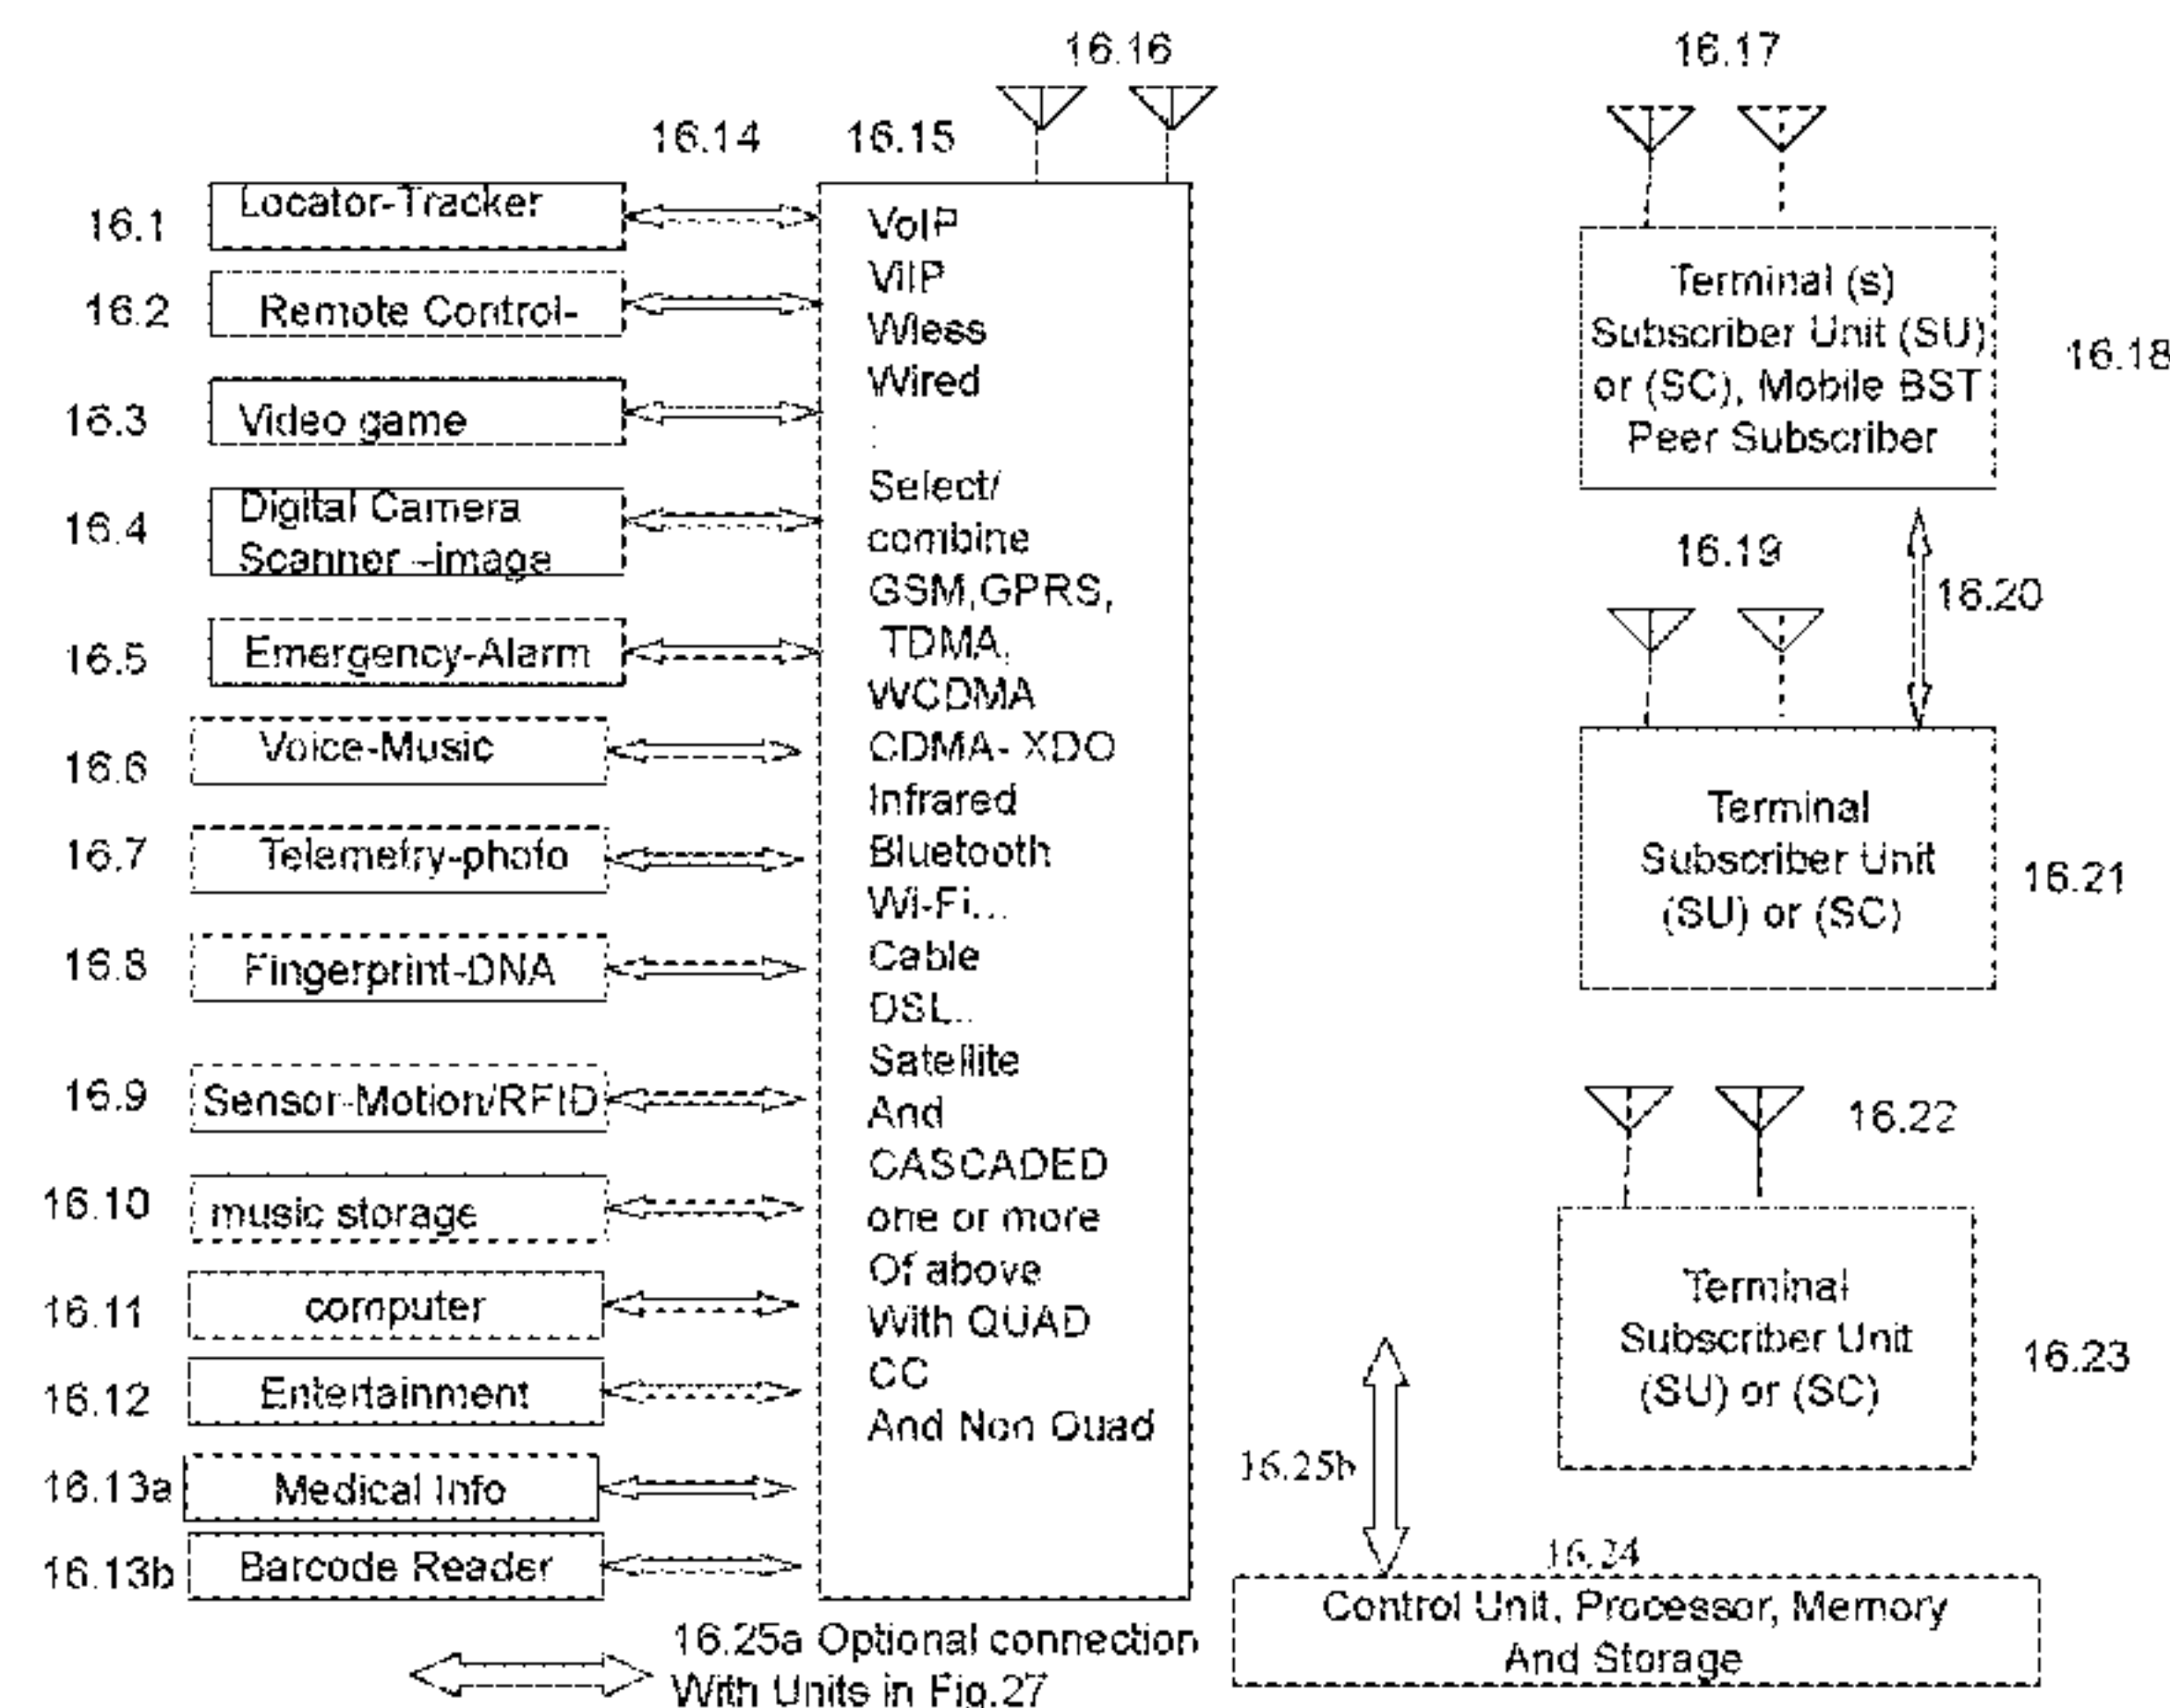 16.16
16.17
16.14
16.15
16.1
Locator-Tracker
16.2
Remote Control-
16.3
Video game
16.4
Digital Camera
Scanner –image
16.5
Emergency-Alarm
16.6
Voice-Music
16.7
Telemetry-photo
16.8
Fingerprint-DNA
16.9
Sensor-Motion/RFID
16.10
music storage
16.11
computer
16.12
Entertainment
16.13a
Medical Info
16.13b
Barcode Reader
VoIP
ViIP
Wless
Wired
:
Select/
combine
GSM,GPRS,
TDMA,
WCDMA
CDMA- XDO
Infrared
Bluetooth
Wi-Fi...
Cable
DSL..
Satellite
And
CASCADED
one or more
Of above
With QUAD
CC
And Non Quad
Terminal (s)
Subscriber Unit (SU)
or (SC), Mobile BST
Peer Subscriber
16.18
16.19
16.20
Terminal
Subscriber Unit
(SU) or (SC)
16.21
16.22
Terminal
Subscriber Unit
(SU) or (SC)
16.23
16.25b
16.24
Control Unit, Processor, Memory
And Storage
16.25a Optional connection
With Units in Fig.27